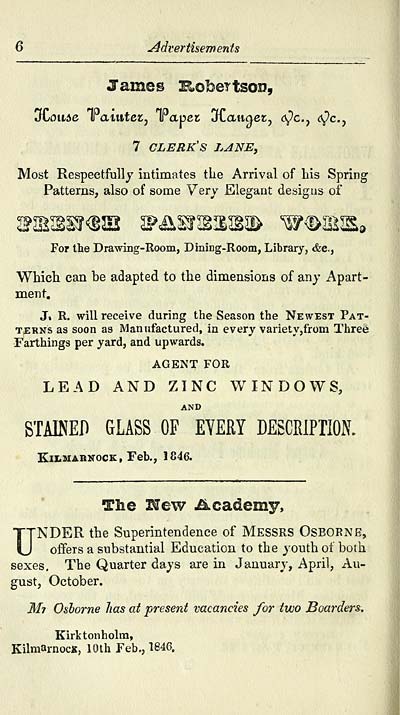 6 Advertisements
James Robertson,
House Painter, Paper Hanger, &c., &c.,
7 CLERK'S LANE,
Most Respectfully intimates the Arrival of his Spring
Patterns, also of some Very Elegant designs of
FRENCH PANELED WORK,
For the Drawing-Room, Dining-Room, Library, &c.,
Which can be adapted to the dimensions of any Apart-
ment.
J. R. will receive during the Season the NEWEST PAT-
TERNS as soon as Manufactured, in every variety,from Three
Farthings per yard, and upwards.
AGENT FOR
LEAD AND ZINC WINDOWS,
AND
STAINED GLASS OF EVERY DESCRIPTION.
KILMARNOCK, Feb., 1846.
The New Academy,
UNDER the Superintendence of MESSRS OSBORNE,
offers a substantial Education to the youth of both
sexes. The Quarter days are in January, April, Au-
gust, October.
Mr Osborne has at present vacancies for two Boarders.
Kirktonholm,
Kilmarnock, 10th Feb., 1846.